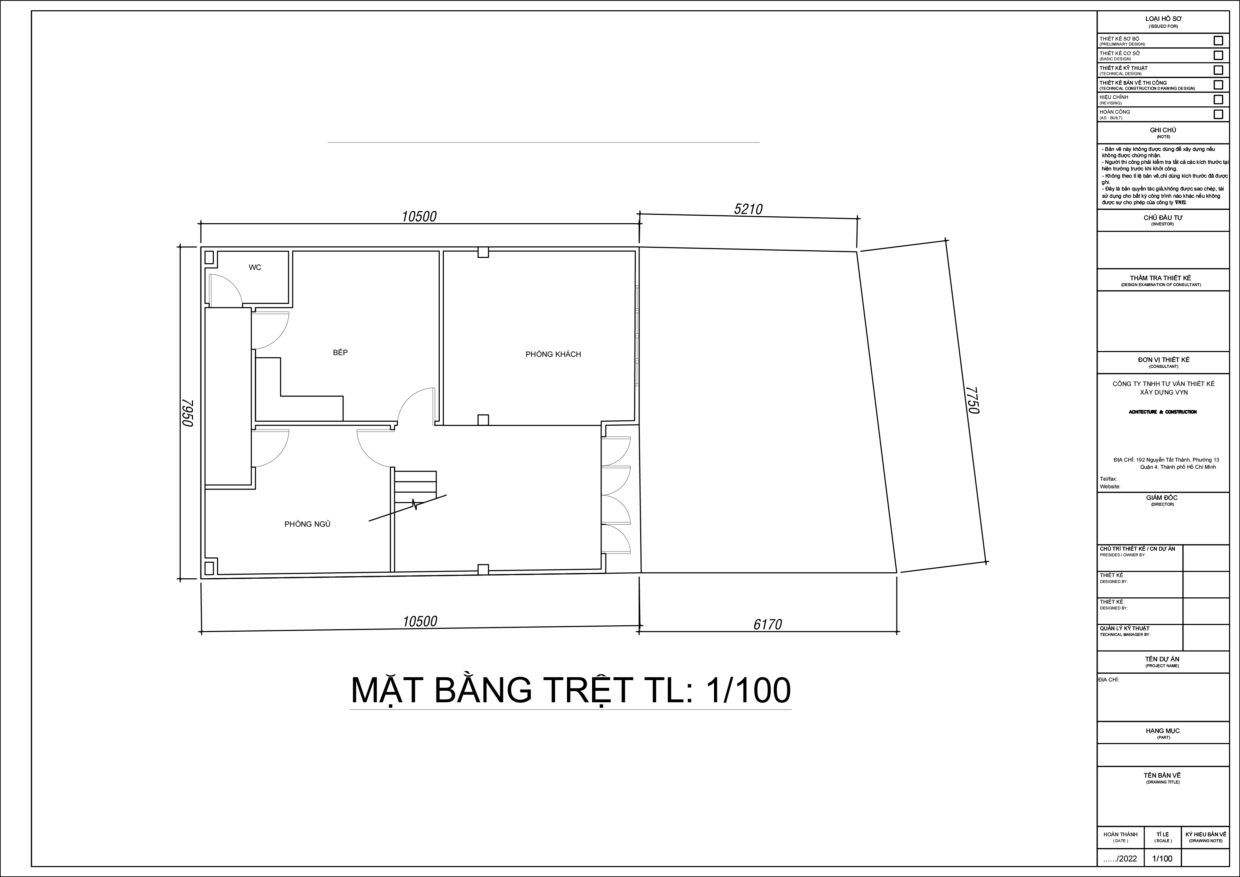 10500
5210
7950
7750
WC
BẾP
PHÒNG KHÁCH
PHÒNG NGỦ
10500
6170
MẶT BẰNG TRỆT TL: 1/100
LOẠI HỒ SƠ
(ISSUED FOR)
THIẾT KẾ SƠ BỘ
(PRELIMINARY DESIGN)
THIẾT KẾ CƠ SỞ
(BASIC DESIGN)
THIẾT KẾ KỸ THUẬT
(TECHNICAL DESIGN)
THIẾT KẾ BẢN VẼ THI CÔNG
(TECHNICAL CONSTRUCTION DRAWING DESIGN)
HIỆU CHỈNH
(REVISING)
HOÀN CÔNG
(AS - BUILT)
GHI CHÚ
(NOTE)
- Bản vẽ này không được dùng để xây dựng nếu
không được chứng nhận.
- Người thi công phải kiểm tra tất cả các kích thước tại
hiện trường trước khi khởi công.
- Không theo tỉ lệ bản vẽ,chỉ dùng kích thước đã được
ghi.
- Đây là bản quyền tác giả,không được sao chép, tái
sử dụng cho bất kỳ công trình nào khác nếu không
được sự cho phép của công ty
CHỦ ĐẦU TƯ
(INVESTOR)
THẨM TRA THIẾT KẾ
(DESIGN EXAMINATION OF CONSULTANT)
ĐƠN VỊ THIẾT KẾ
(CONSULTANT)
CÔNG TY TNHH TƯ VẤN THIẾT KẾ
XÂY DỰNG VYN
ACHITECTURE & CONSTRUCTION
ĐỊA CHỈ: 192 Nguyễn Tất Thành, Phường 13
Quận 4, Thành phố Hồ Chí Minh
Tel/fax:
Website:
GIÁM ĐỐC
(DIRECTOR)
CHỦ TRÌ THIẾT KẾ / CN DỰ ÁN
PRESIDED / OWNER BY:
THIẾT KẾ
DESIGNED BY:
THIẾT KẾ
DESIGNED BY:
QUẢN LÝ KỸ THUẬT
TECHNICAL MANAGER BY:
TÊN DỰ ÁN
(PROJECT NAME)
ĐỊA CHỈ:
HẠNG MỤC
(PART)
TÊN BẢN VẼ
(DRAWING TITLE)
HOÀN THÀNH
( DATE )
TỈ LỆ
( SCALE )
KÝ HIỆU BẢN VẼ
(DRAWING NOTE)
....../2022
1/100